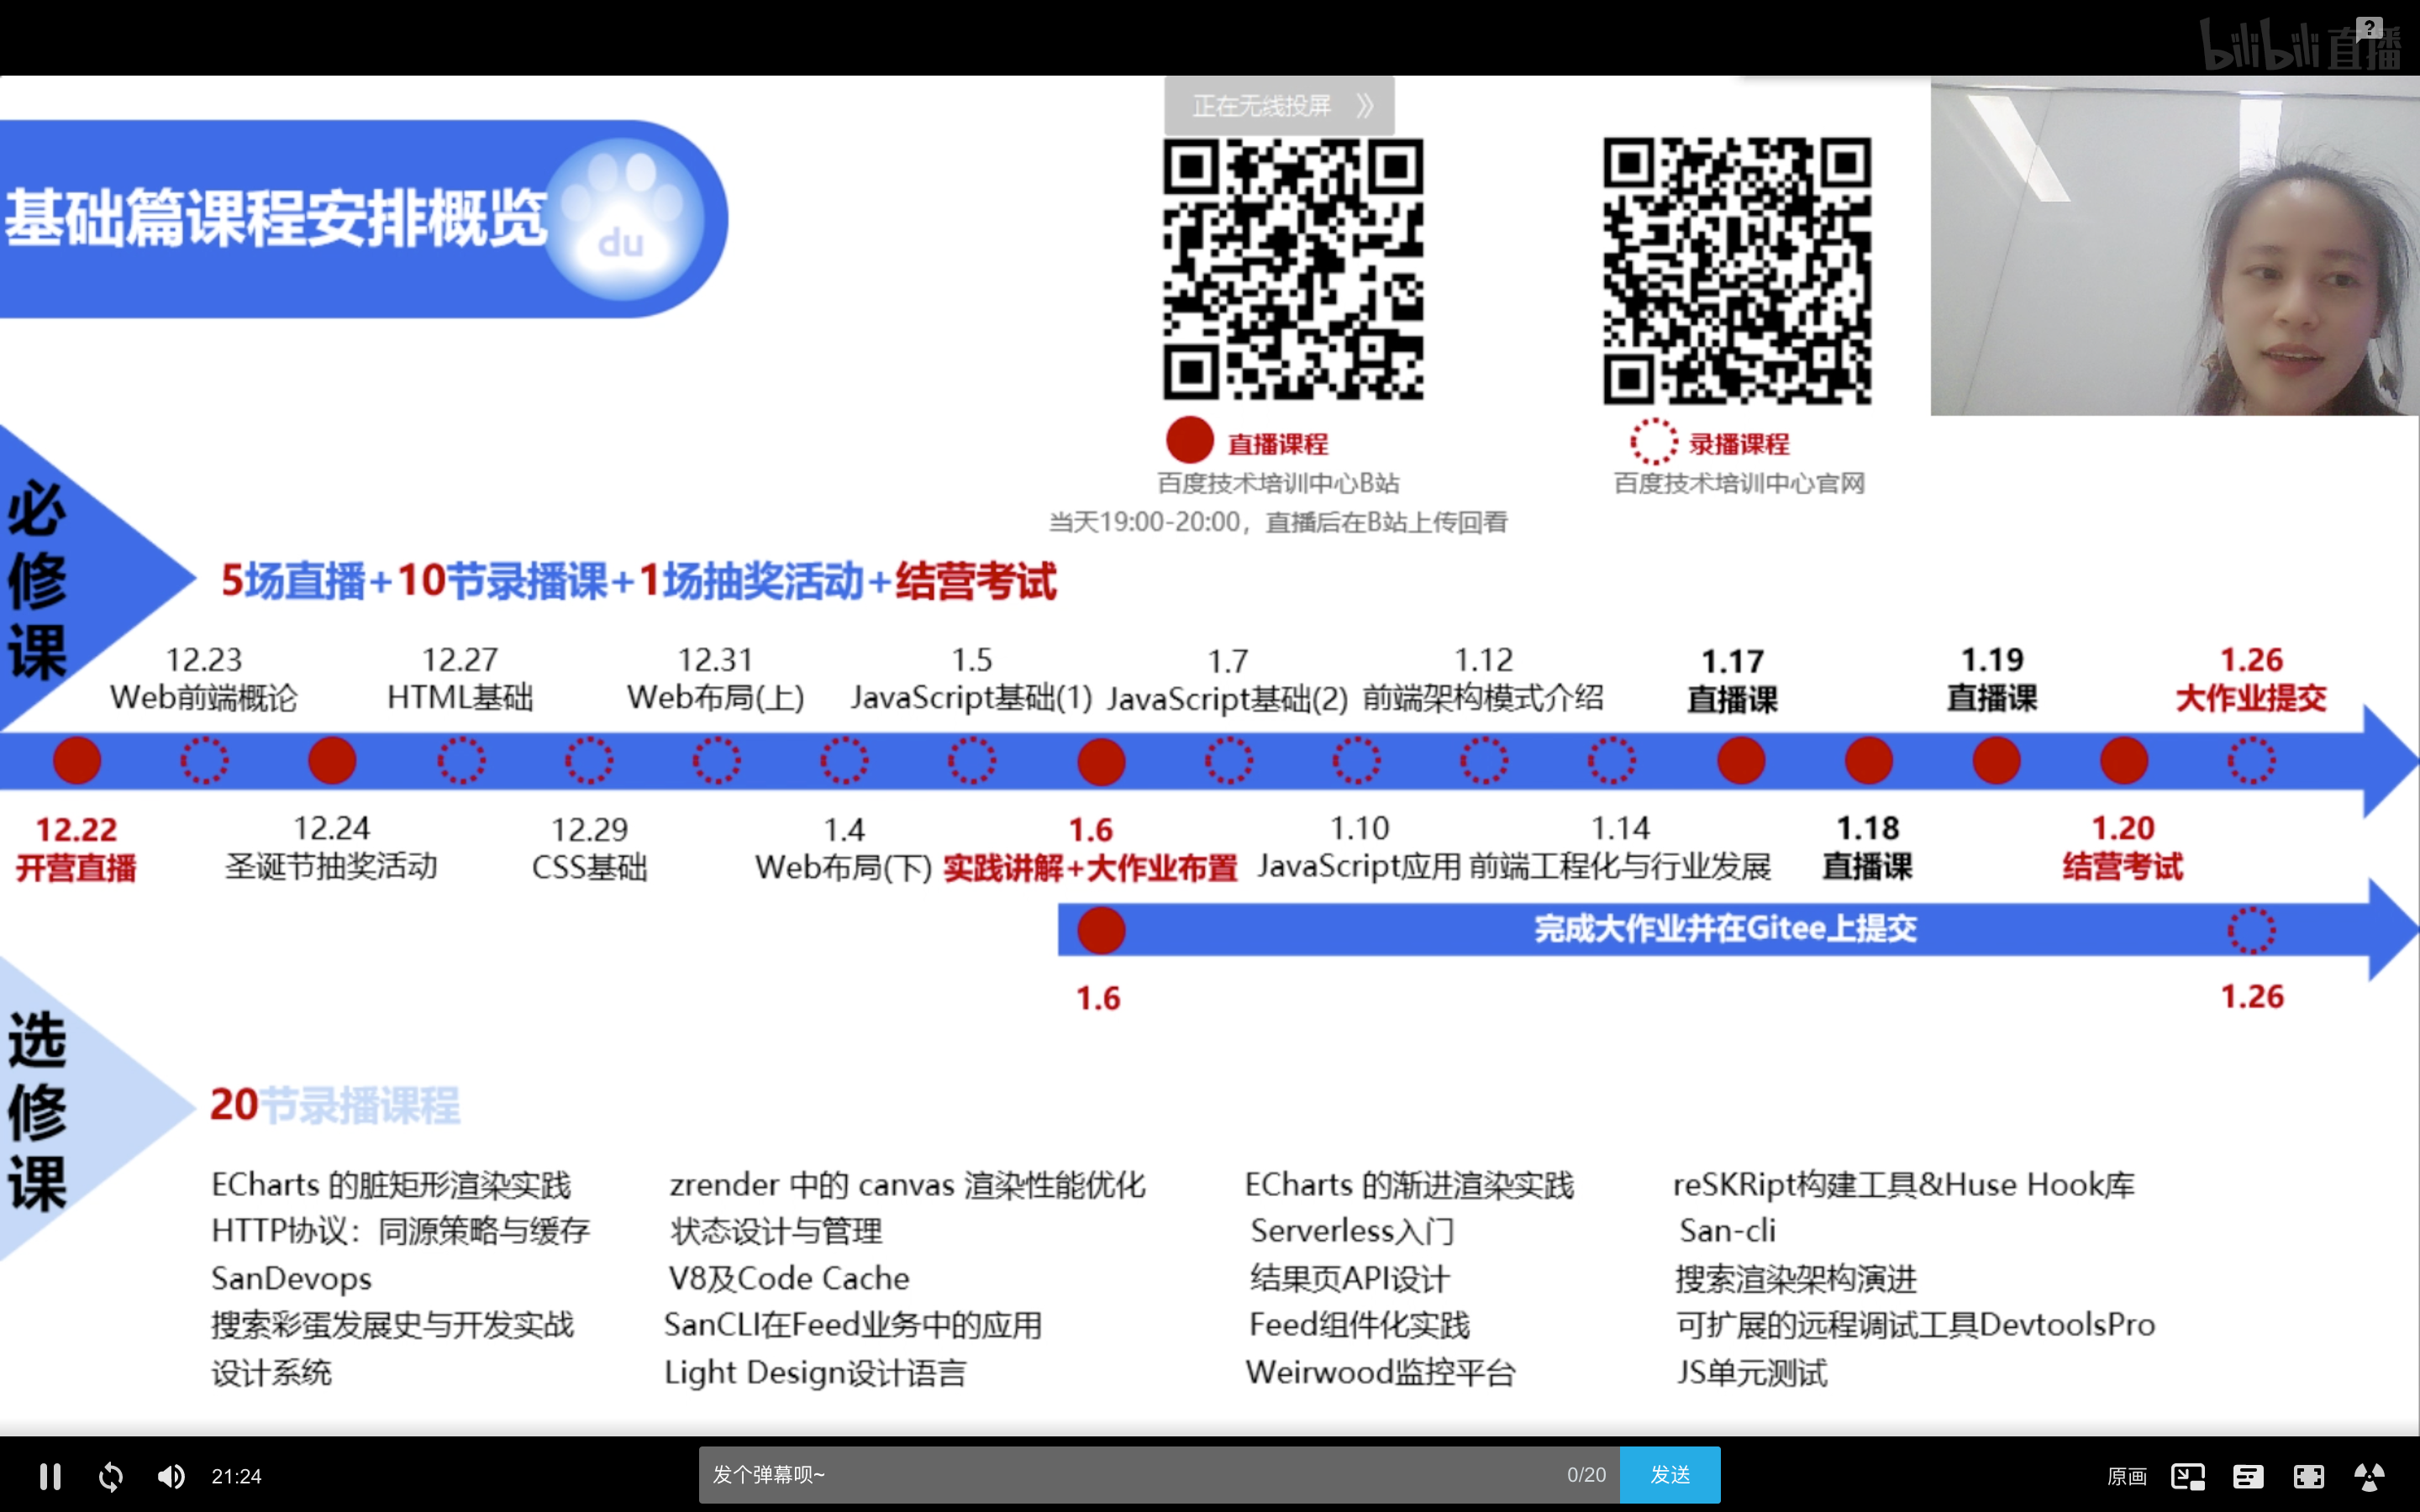 bilibili直播
正在无线投屏 》
基础篇课程安排概览
du
直播课程
百度技术培训中心B站
当天19:00-20:00，直播后在B站上传回看
录播课程
百度技术培训中心官网
必修课
5场直播+10节录播课+1场抽奖活动+结营考试
12.23
Web前端概论
12.27
HTML基础
12.31
Web布局(上)
1.5
JavaScript基础(1)
1.7
JavaScript基础(2)
1.12
前端架构模式介绍
1.17
直播课
1.19
直播课
1.26
大作业提交
12.22
开营直播
12.24
圣诞节抽奖活动
12.29
CSS基础
1.4
Web布局(下)
1.6
实践讲解+大作业布置
1.10
JavaScript应用
1.14
前端工程化与行业发展
1.18
直播课
1.20
结营考试
完成大作业并在Gitee上提交
1.6
1.26
选修课
20节录播课程
ECharts 的脏矩形渲染实践
zrender 中的 canvas 渲染性能优化
ECharts 的渐进渲染实践
reSKRipt构建工具&Huse Hook库
HTTP协议：同源策略与缓存
状态设计与管理
Serverless入门
San-cli
SanDevops
V8及Code Cache
结果页API设计
搜索渲染架构演进
搜索彩蛋发展史与开发实战
SanCLI在Feed业务中的应用
Feed组件化实践
可扩展的远程调试工具DevtoolsPro
设计系统
Light Design设计语言
Weirwood监控平台
JS单元测试
21:24
发个弹幕呗~
0/20
发送
原画